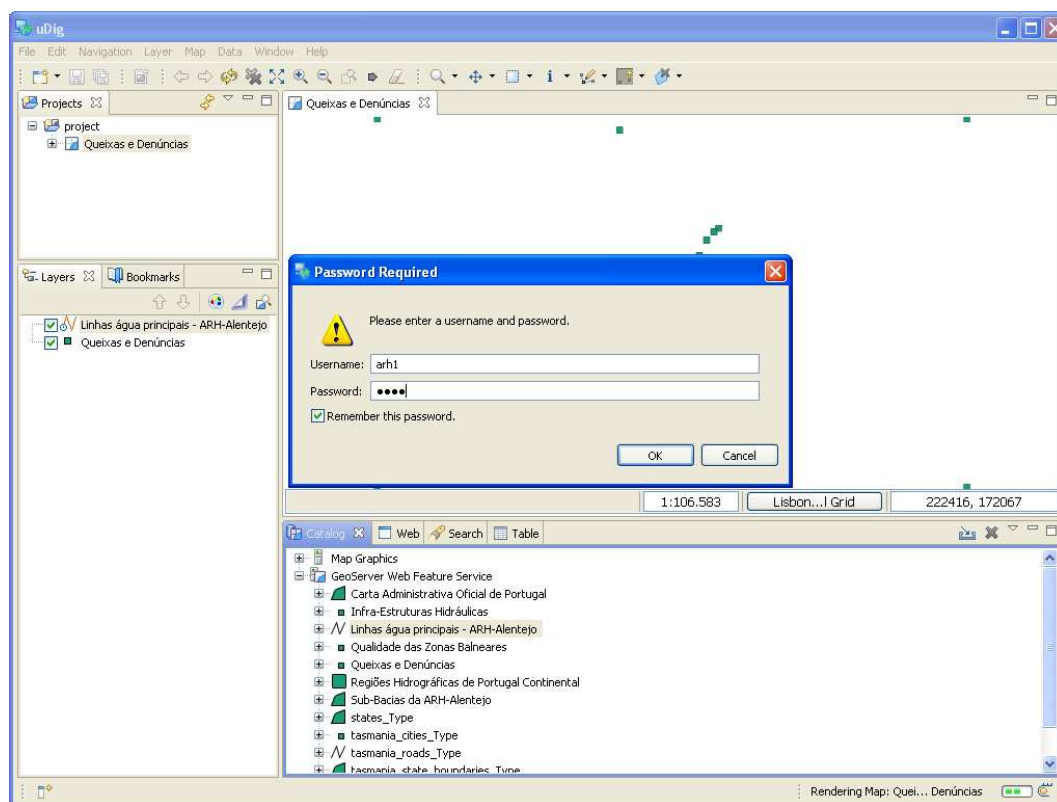 uDig
File Edit Navigation Layer Map Data Window Help
Projects
project
Queixas e Denúncias
Queixas e Denúncias
Layers
Bookmarks
Linhas água principais - ARH-Alentejo
Queixas e Denúncias
Password Required
Please enter a username and password.
Username: arh1
Password: ••••
Remember this password.
OK Cancel
1:106.583 Lisbon...l Grid 222416, 172067
Catalog Web Search Table
Map Graphics
GeoServer Web Feature Service
Carta Administrativa Oficial de Portugal
Infra-Estruturas Hidráulicas
Linhas água principais - ARH-Alentejo
Qualidade das Zonas Balneares
Queixas e Denúncias
Regiões Hidrográficas de Portugal Continental
Sub-Bacias da ARH-Alentejo
states_Type
tasmania_cities_Type
tasmania_roads_Type
tasmania_state_boundaries_Type
Rendering Map: Quei... Denúncias